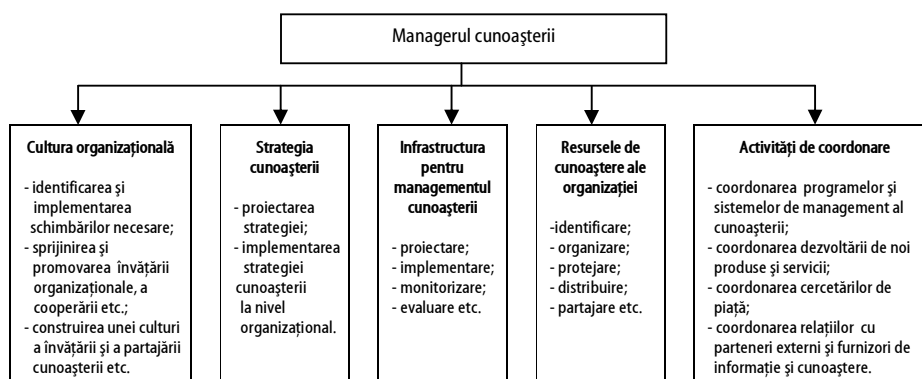 Managerul cunoaşterii
Cultura organizaţională
- identificarea şi
implementarea
schimbărilor necesare;
- sprijinirea şi
promovarea învăţării
organizaţionale, a
cooperării etc.;
- construirea unei culturi
a învăţării şi a partajării
cunoaşterii etc.
Strategia
cunoaşterii
- proiectarea
strategiei;
- implementarea
strategiei
cunoaşterii
la nivel
organizaţional.
Infrastructura
pentru
managementul
cunoaşterii
- proiectare;
- implementare;
- monitorizare;
- evaluare etc.
Resursele de
cunoaştere ale
organizaţiei
-identificare;
- organizare;
- protejare;
- distribuire;
- partajare etc.
Activităţi de coordonare
- coordonarea programelor şi
sistemelor de management al
cunoaşterii;
- coordonarea dezvoltării de noi
produse şi servicii;
- coordonarea cercetărilor de
piaţă;
- coordonarea relaţiilor cu
parteneri externi şi furnizori de
informaţie şi cunoaştere.